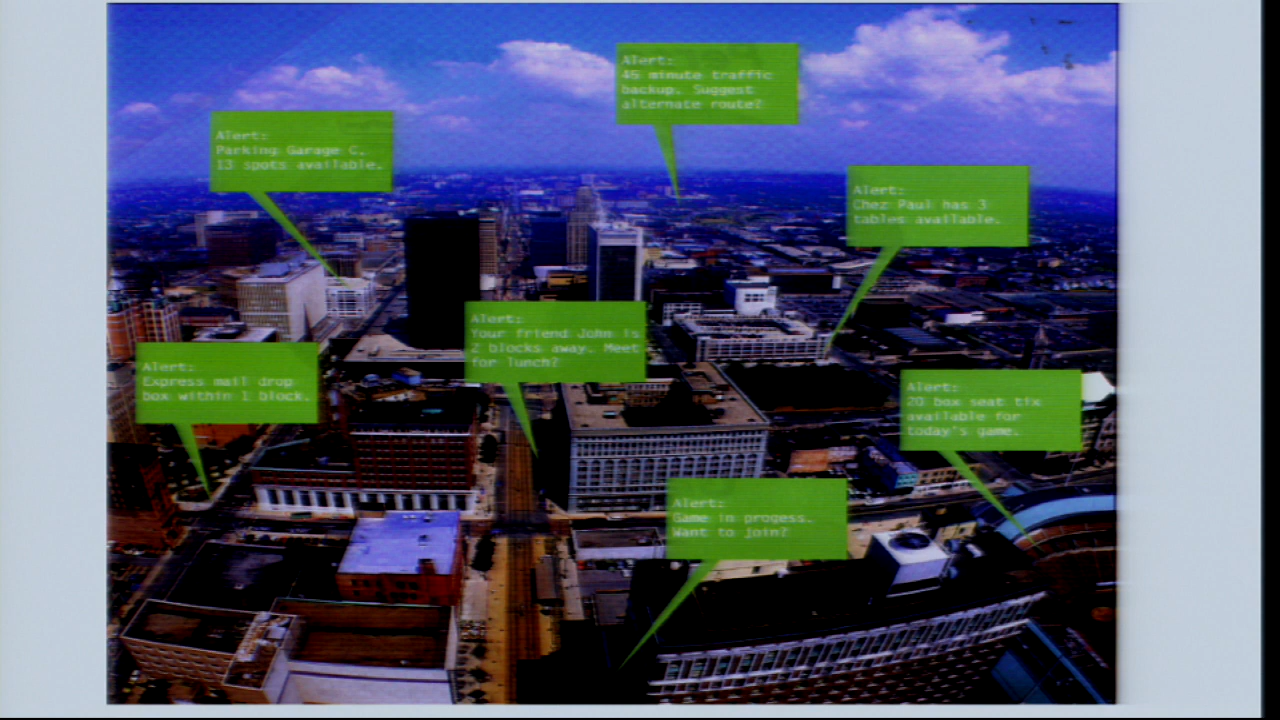 Alert:
45 minute traffic
backup. Suggest
alternate route?
Alert:
Parking Garage C.
13 spots available.
Alert:
Chez Paul has 3
tables available.
Alert:
Your friend John is
2 blocks away. Meet
for lunch?
Alert:
Express mail drop
box within 1 block.
Alert:
20 box seat tix
available for
today's game.
Alert:
Game in progess.
Want to join?